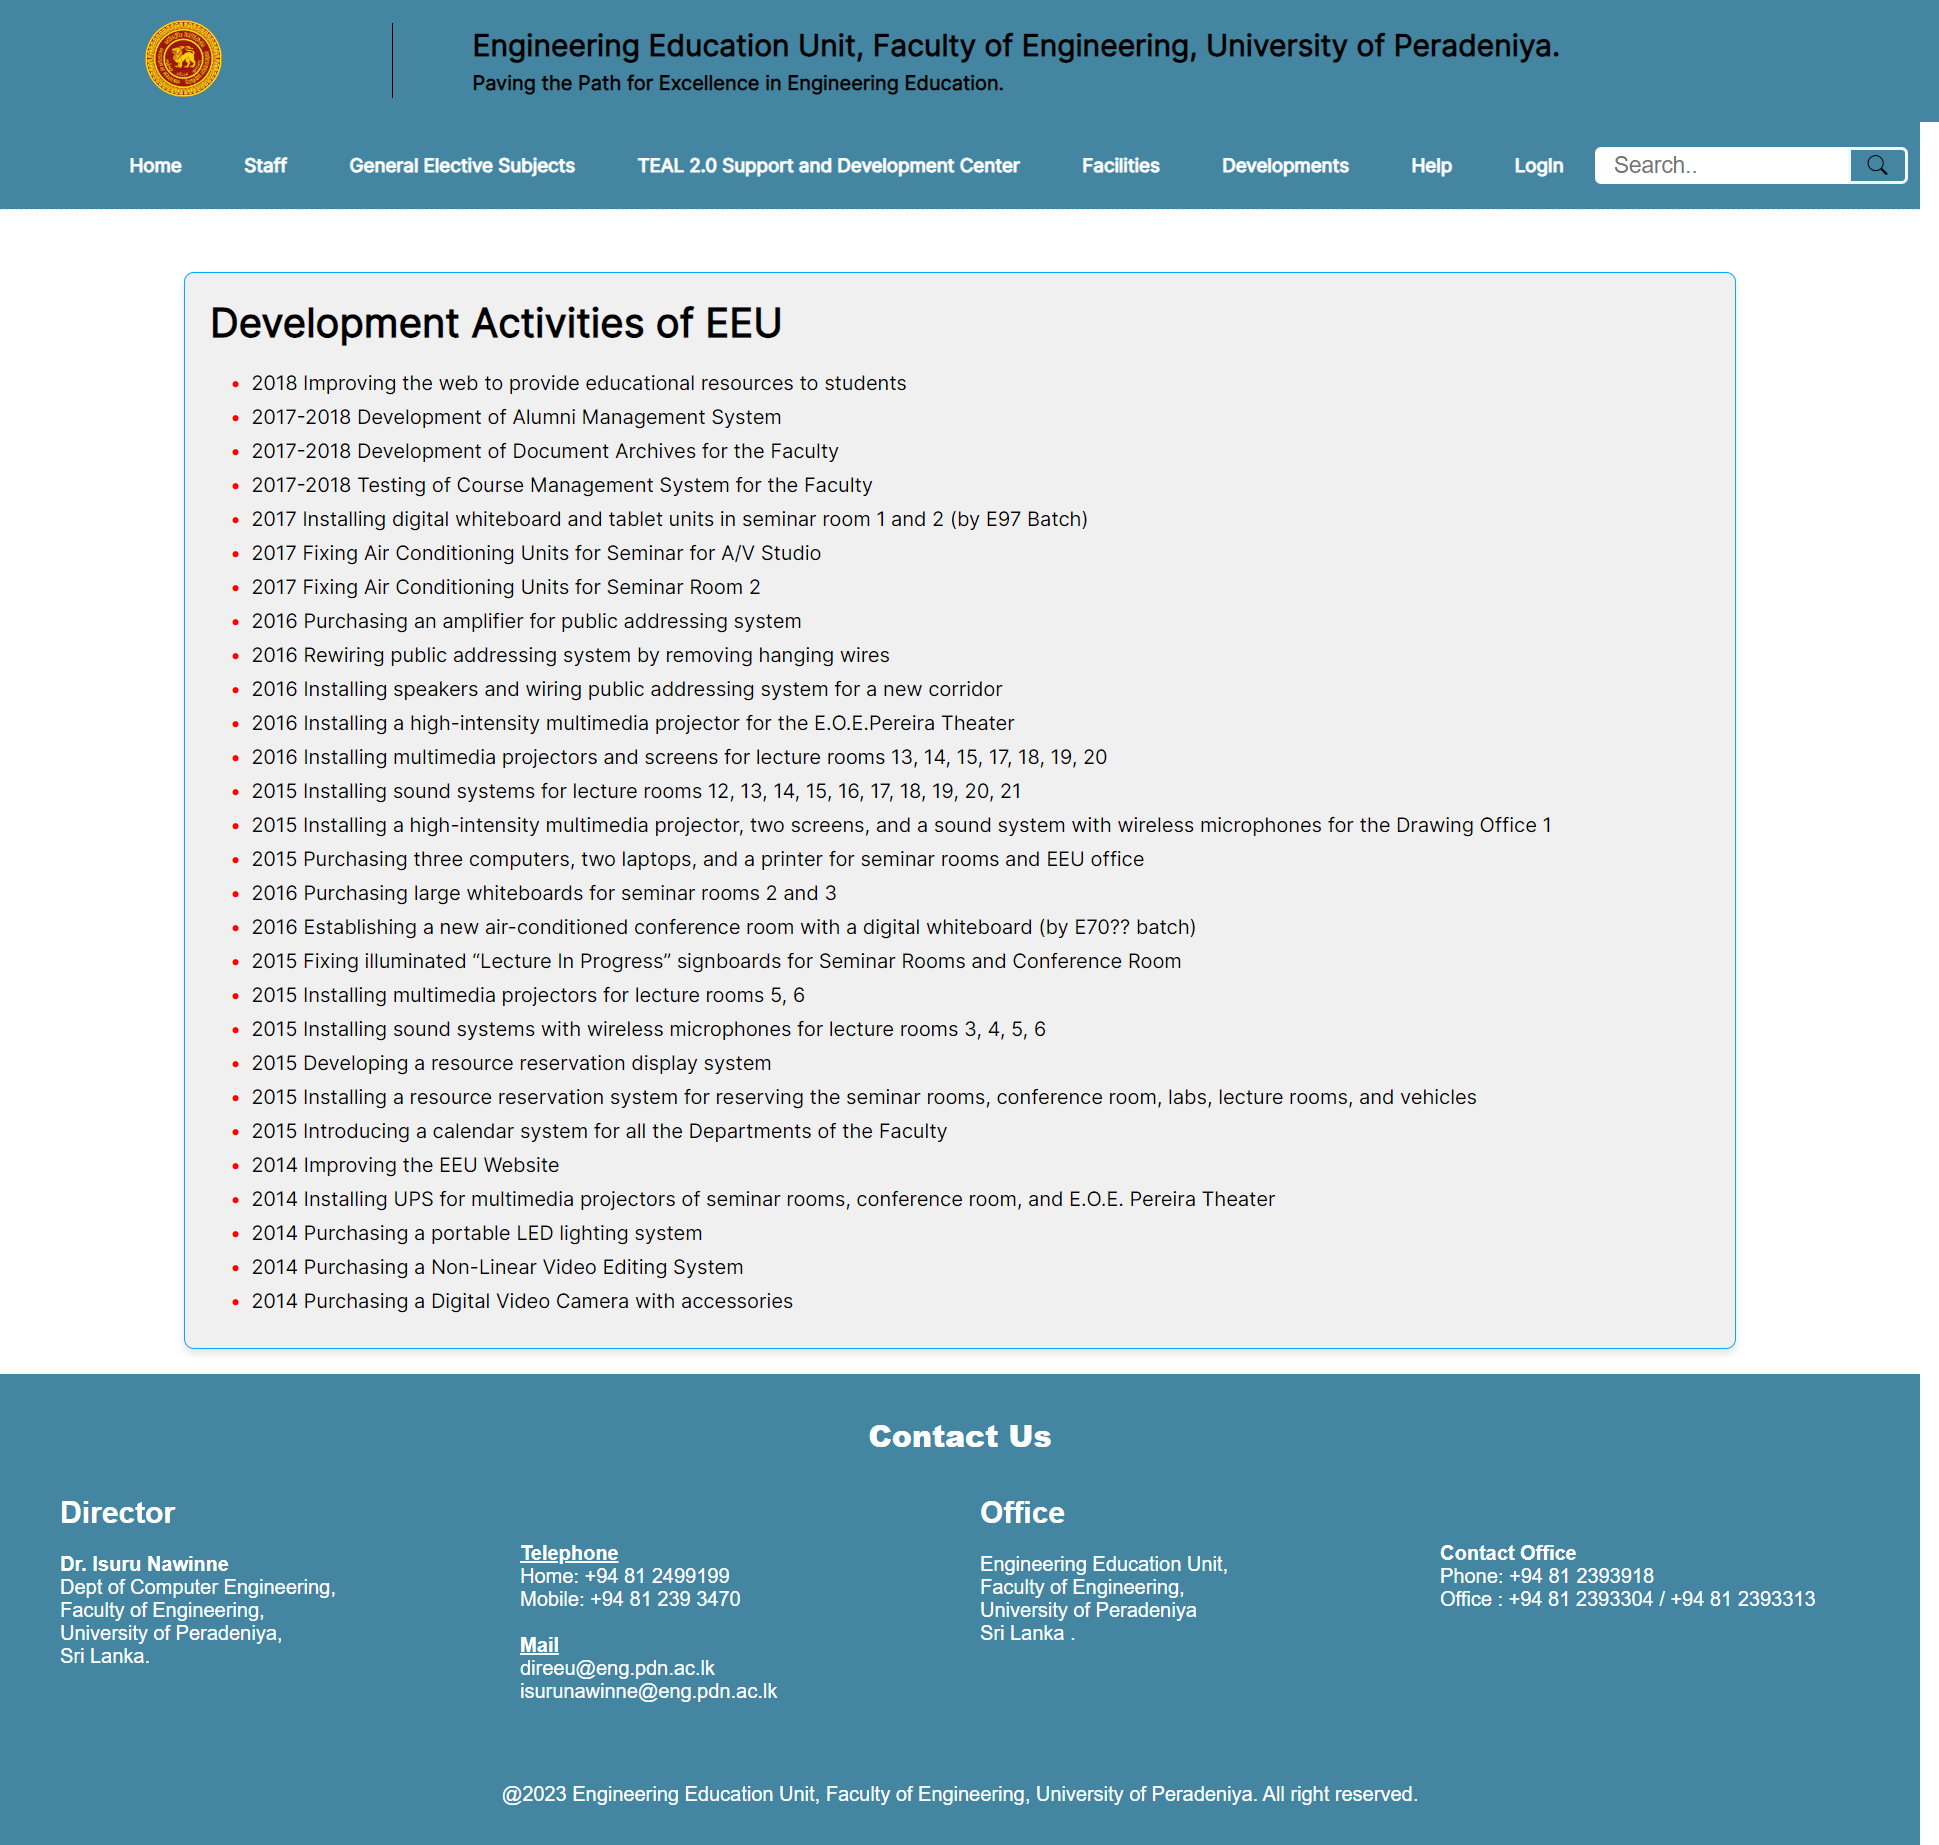 Engineering Education Unit, Faculty of Engineering, University of Peradeniya.
Paving the Path for Excellence in Engineering Education.
Home Staff General Elective Subjects TEAL 2.0 Support and Development Center Facilities Developments Help LogIn Search..
Development Activities of EEU
• 2018 Improving the web to provide educational resources to students
• 2017-2018 Development of Alumni Management System
• 2017-2018 Development of Document Archives for the Faculty
• 2017-2018 Testing of Course Management System for the Faculty
• 2017 Installing digital whiteboard and tablet units in seminar room 1 and 2 (by E97 Batch)
• 2017 Fixing Air Conditioning Units for Seminar for A/V Studio
• 2017 Fixing Air Conditioning Units for Seminar Room 2
• 2016 Purchasing an amplifier for public addressing system
• 2016 Rewiring public addressing system by removing hanging wires
• 2016 Installing speakers and wiring public addressing system for a new corridor
• 2016 Installing a high-intensity multimedia projector for the E.O.E.Pereira Theater
• 2016 Installing multimedia projectors and screens for lecture rooms 13, 14, 15, 17, 18, 19, 20
• 2015 Installing sound systems for lecture rooms 12, 13, 14, 15, 16, 17, 18, 19, 20, 21
• 2015 Installing a high-intensity multimedia projector, two screens, and a sound system with wireless microphones for the Drawing Office 1
• 2015 Purchasing three computers, two laptops, and a printer for seminar rooms and EEU office
• 2016 Purchasing large whiteboards for seminar rooms 2 and 3
• 2016 Establishing a new air-conditioned conference room with a digital whiteboard (by E70?? batch)
• 2015 Fixing illuminated “Lecture In Progress” signboards for Seminar Rooms and Conference Room
• 2015 Installing multimedia projectors for lecture rooms 5, 6
• 2015 Installing sound systems with wireless microphones for lecture rooms 3, 4, 5, 6
• 2015 Developing a resource reservation display system
• 2015 Installing a resource reservation system for reserving the seminar rooms, conference room, labs, lecture rooms, and vehicles
• 2015 Introducing a calendar system for all the Departments of the Faculty
• 2014 Improving the EEU Website
• 2014 Installing UPS for multimedia projectors of seminar rooms, conference room, and E.O.E. Pereira Theater
• 2014 Purchasing a portable LED lighting system
• 2014 Purchasing a Non-Linear Video Editing System
• 2014 Purchasing a Digital Video Camera with accessories
Contact Us
Director
Dr. Isuru Nawinne
Dept of Computer Engineering,
Faculty of Engineering,
University of Peradeniya,
Sri Lanka.
Telephone
Home: +94 81 2499199
Mobile: +94 81 239 3470
Mail
direeu@eng.pdn.ac.lk
isurunawinne@eng.pdn.ac.lk
Office
Engineering Education Unit,
Faculty of Engineering,
University of Peradeniya
Sri Lanka .
Contact Office
Phone: +94 81 2393918
Office : +94 81 2393304 / +94 81 2393313
@2023 Engineering Education Unit, Faculty of Engineering, University of Peradeniya. All right reserved.